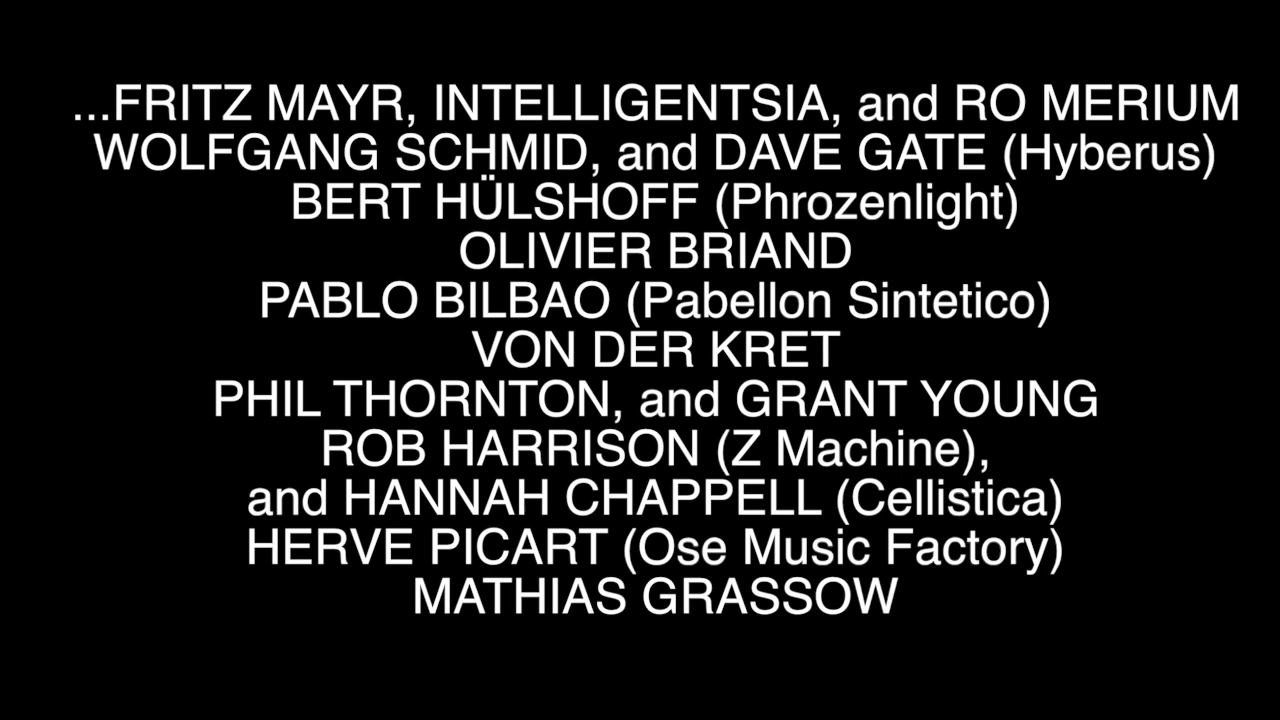 ...FRITZ MAYR, INTELLIGENTSIA, and RO MERIUM
WOLFGANG SCHMID, and DAVE GATE (Hyberus)
BERT HÜLSHOFF (Phrozenlight)
OLIVIER BRIAND
PABLO BILBAO (Pabellon Sintetico)
VON DER KRET
PHIL THORNTON, and GRANT YOUNG
ROB HARRISON (Z Machine),
and HANNAH CHAPPELL (Cellistica)
HERVE PICART (Ose Music Factory)
MATHIAS GRASSOW